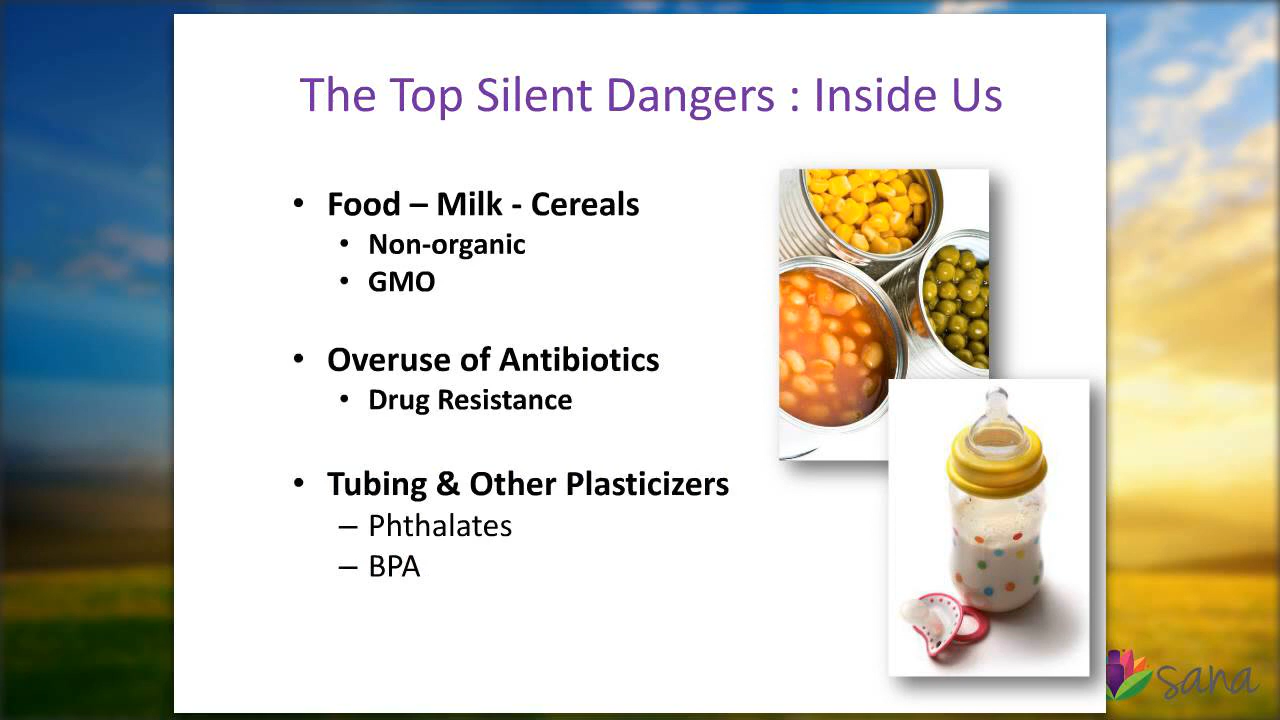 The Top Silent Dangers : Inside Us
• Food – Milk - Cereals
• Non-organic
• GMO
• Overuse of Antibiotics
• Drug Resistance
• Tubing & Other Plasticizers
– Phthalates
– BPA
sana